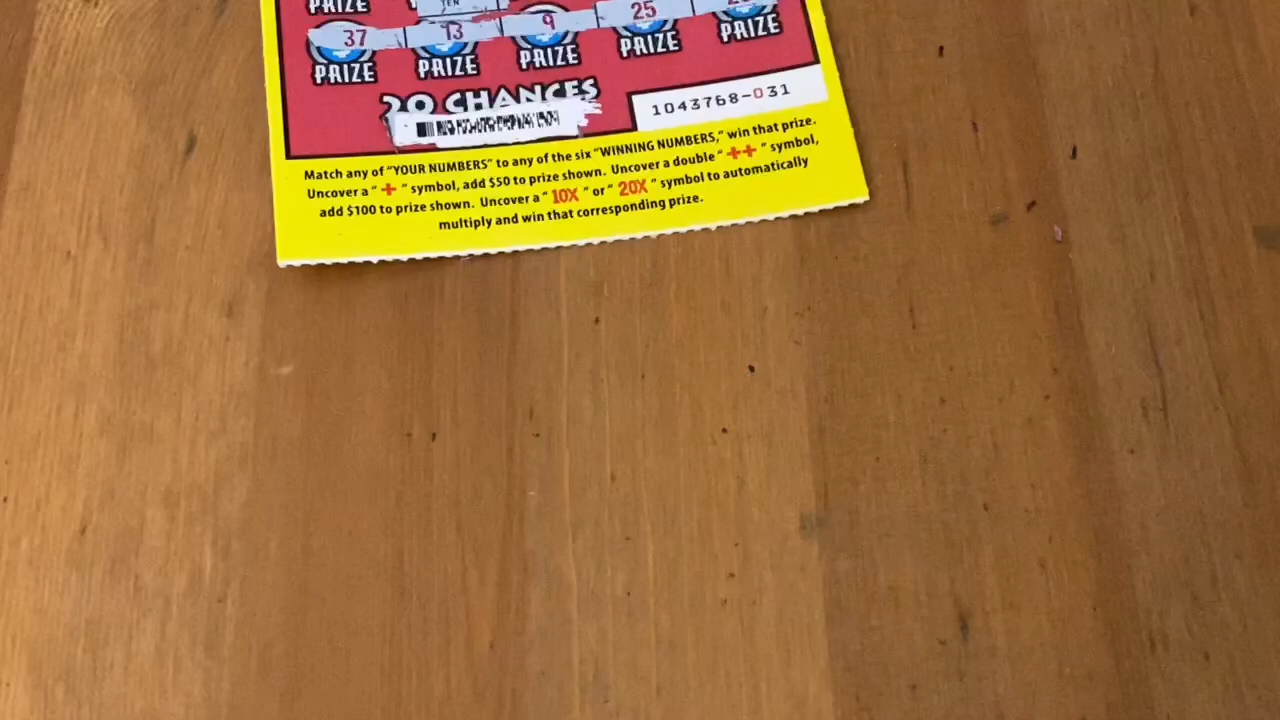 PRIZE
TEN
37 13 9 25
PRIZE PRIZE PRIZE PRIZE PRIZE
20 CHANCES
1043768-031
Match any of "YOUR NUMBERS" to any of the six "WINNING NUMBERS," win that prize.
Uncover a " + " symbol, add $50 to prize shown. Uncover a double " ++ " symbol,
add $100 to prize shown. Uncover a " 10X " or " 20X " symbol to automatically
multiply and win that corresponding prize.